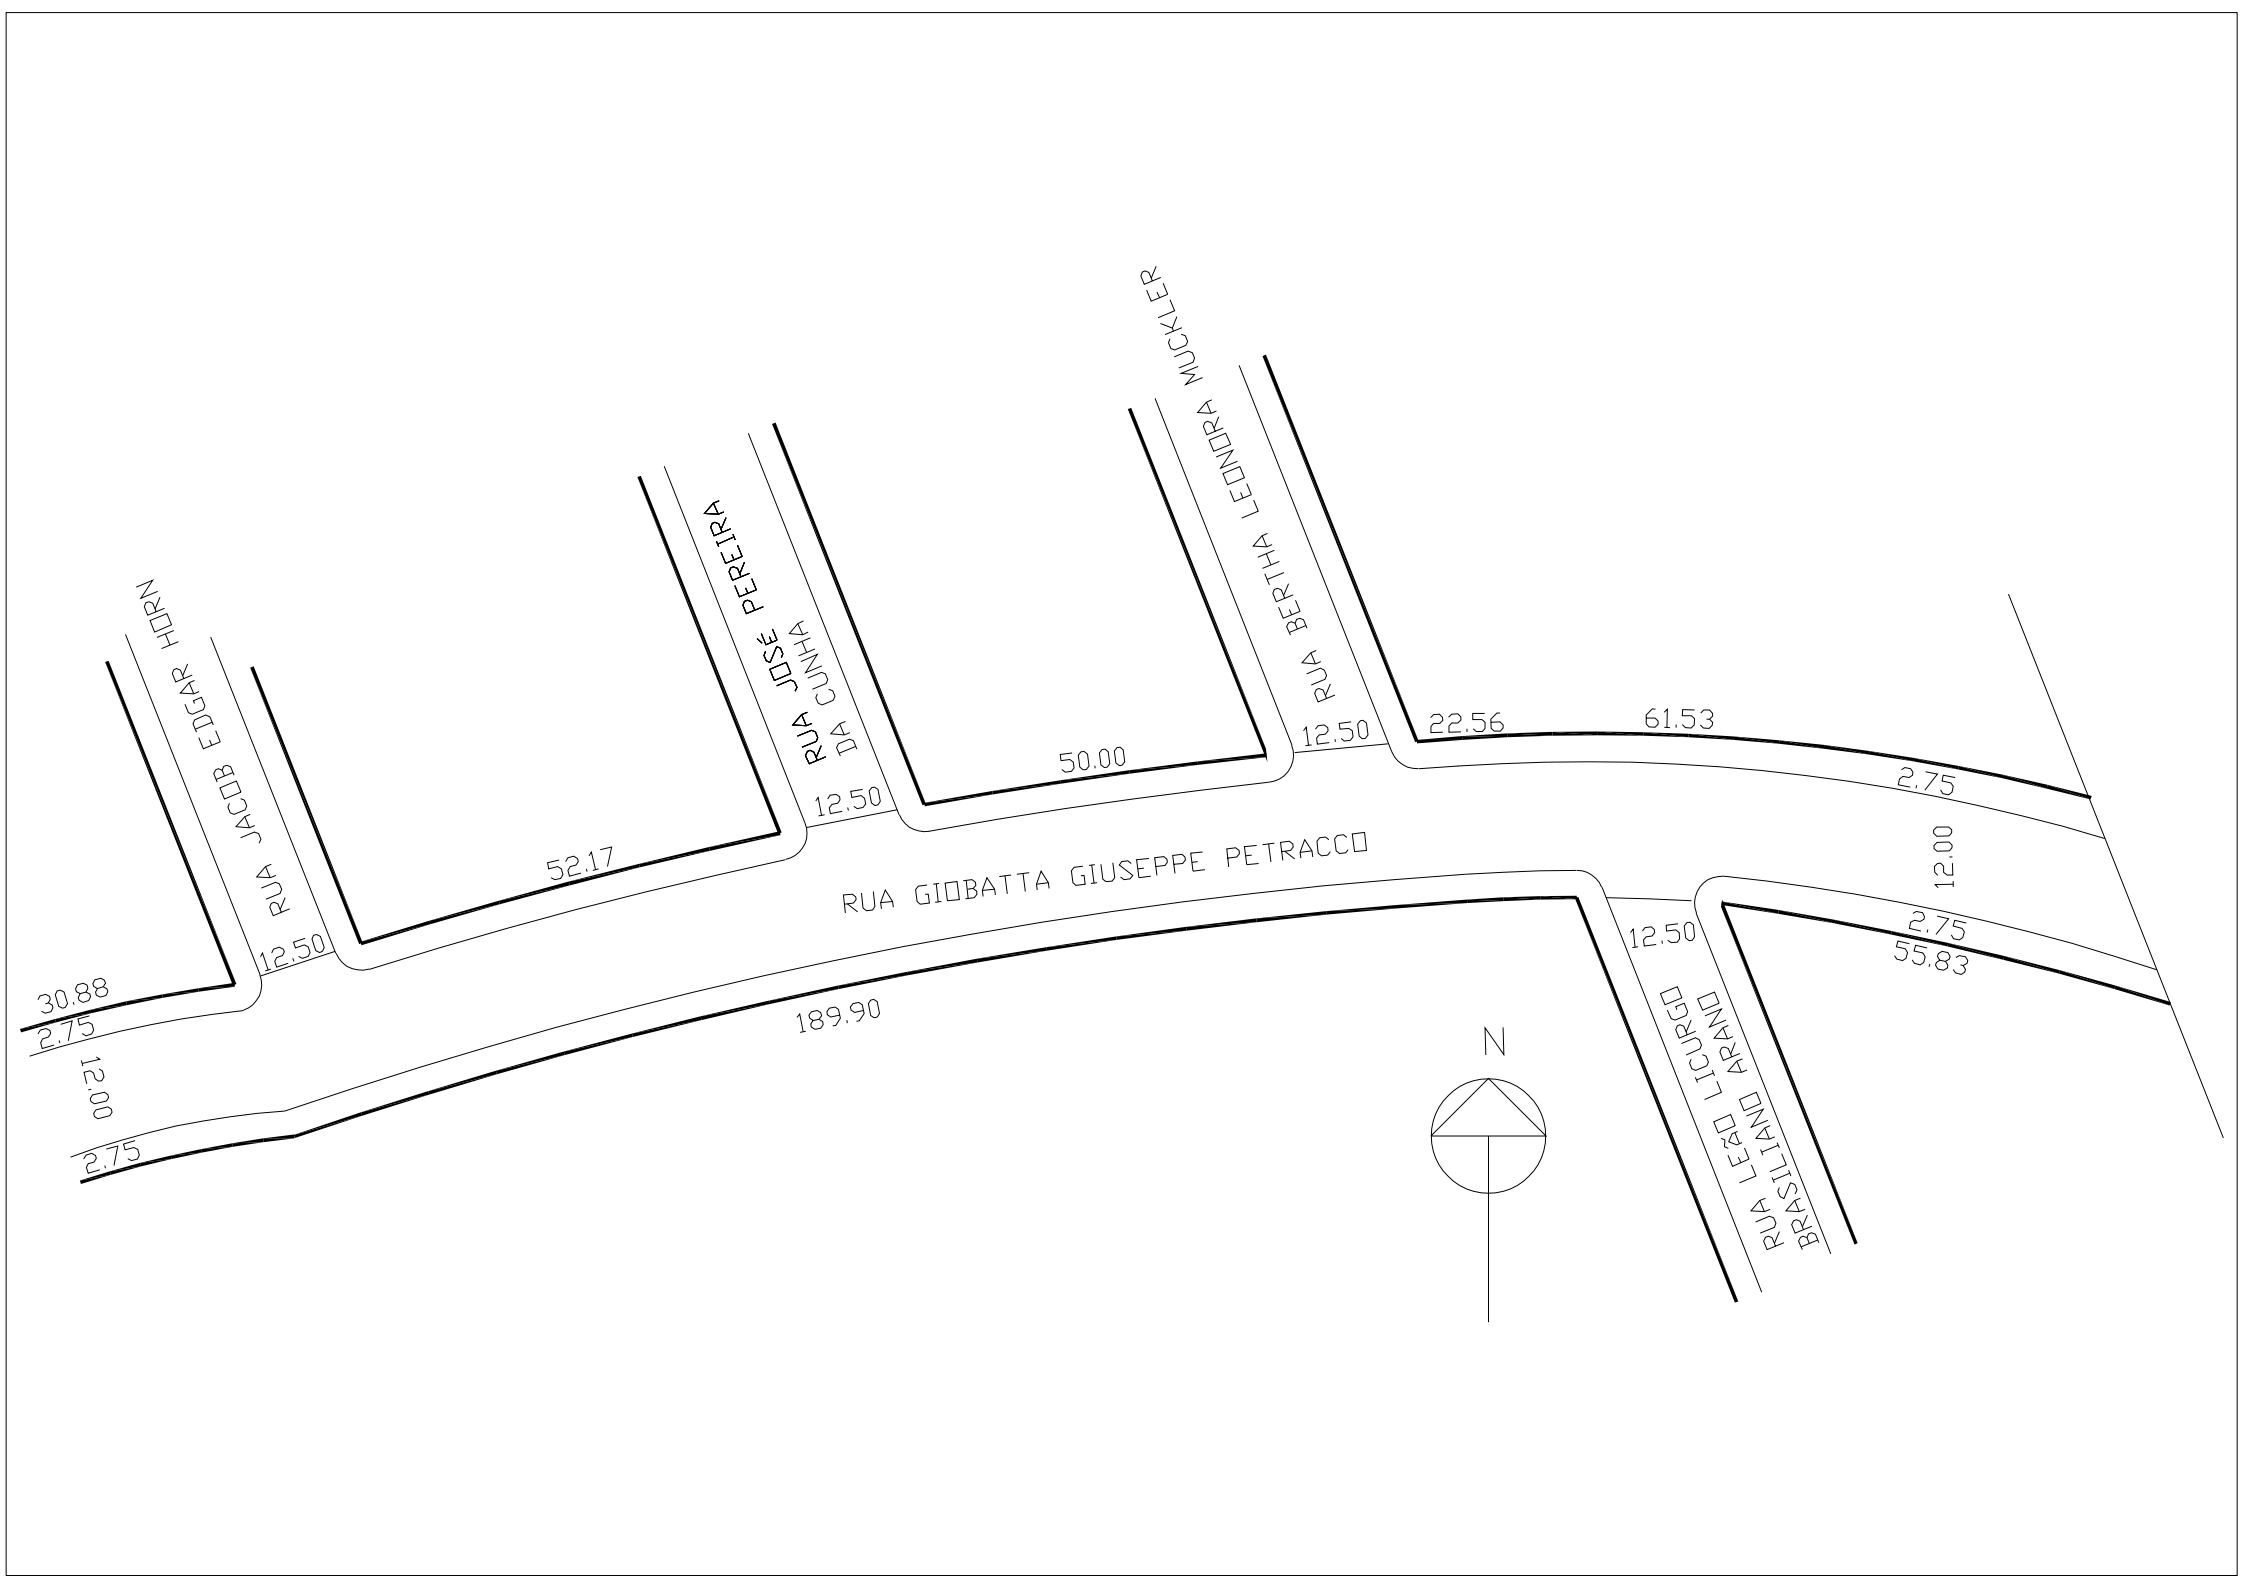 RUA JACOB EDGAR HORN
RUA JOSÉ PEREIRA
DA CUNHA
RUA BERTHA LEONORA MUCKLER
22.56
61.53
12.50
50.00
2.75
12.50
52.17
12.00
RUA GIOBATTA GIUSEPPE PETRACCO
12.50
2.75
55.83
12.50
30.88
2.75
12.00
2.75
189.90
N
RUA LEÃO LICURGO
BRASILIANO ARANO